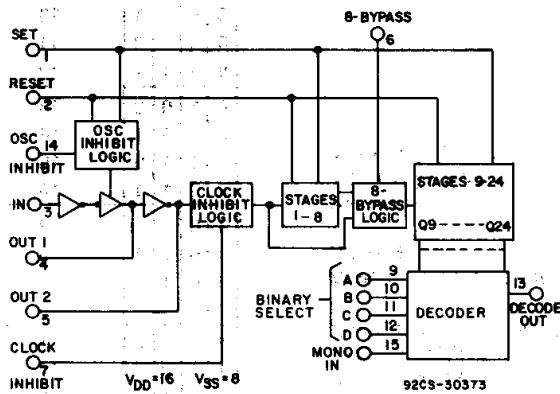 SET
1
8-BYPASS
6
RESET
2
OSC
INHIBIT
14
OSC
INHIBIT
LOGIC
IN
3
CLOCK
INHIBIT
LOGIC
STAGES
1-8
8-
BYPASS
LOGIC
STAGES 9-24
Q9-----Q24
OUT 1
4
OUT 2
5
CLOCK
INHIBIT
7
VDD=16 VSS=8
BINARY
SELECT
A 9
B 10
C 11
D 12
MONO
IN
15
DECODER
13
DECODE
OUT
92CS-30373